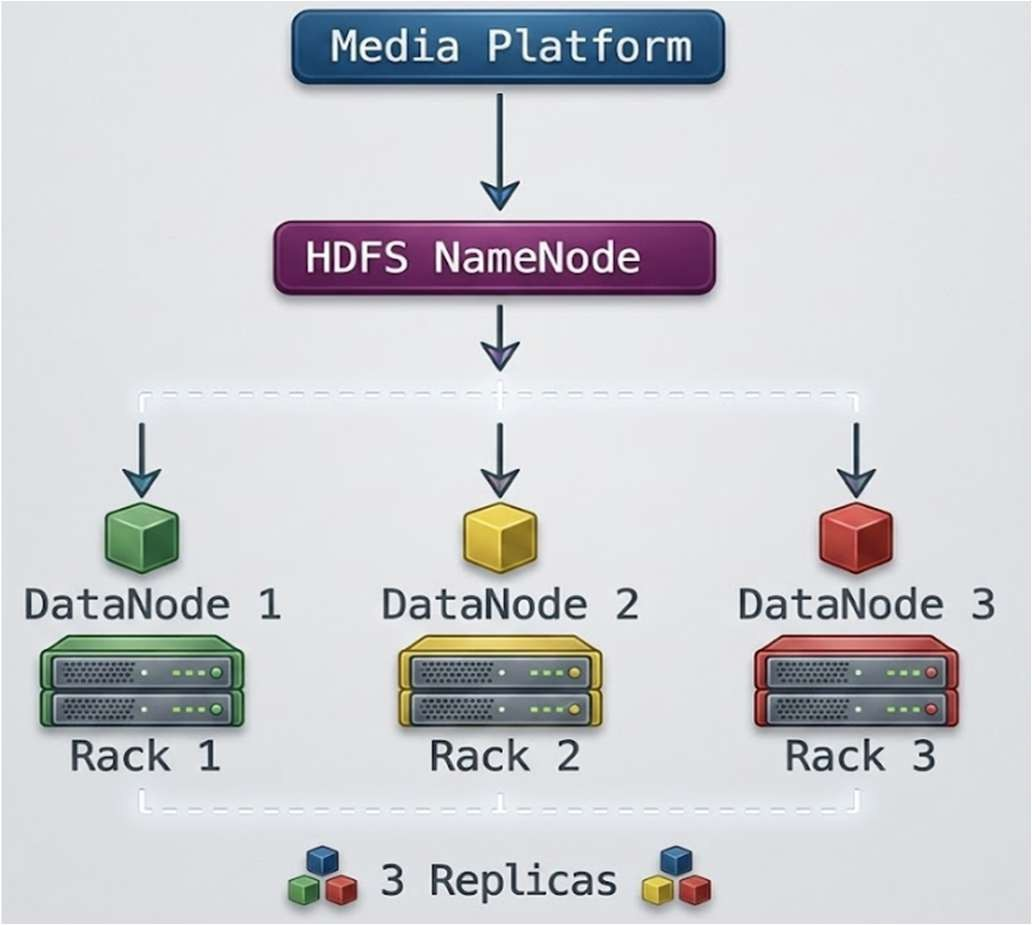 Media Platform
HDFS NameNode
DataNode 1 DataNode 2 DataNode 3
Rack 1 Rack 2 Rack 3
3 Replicas